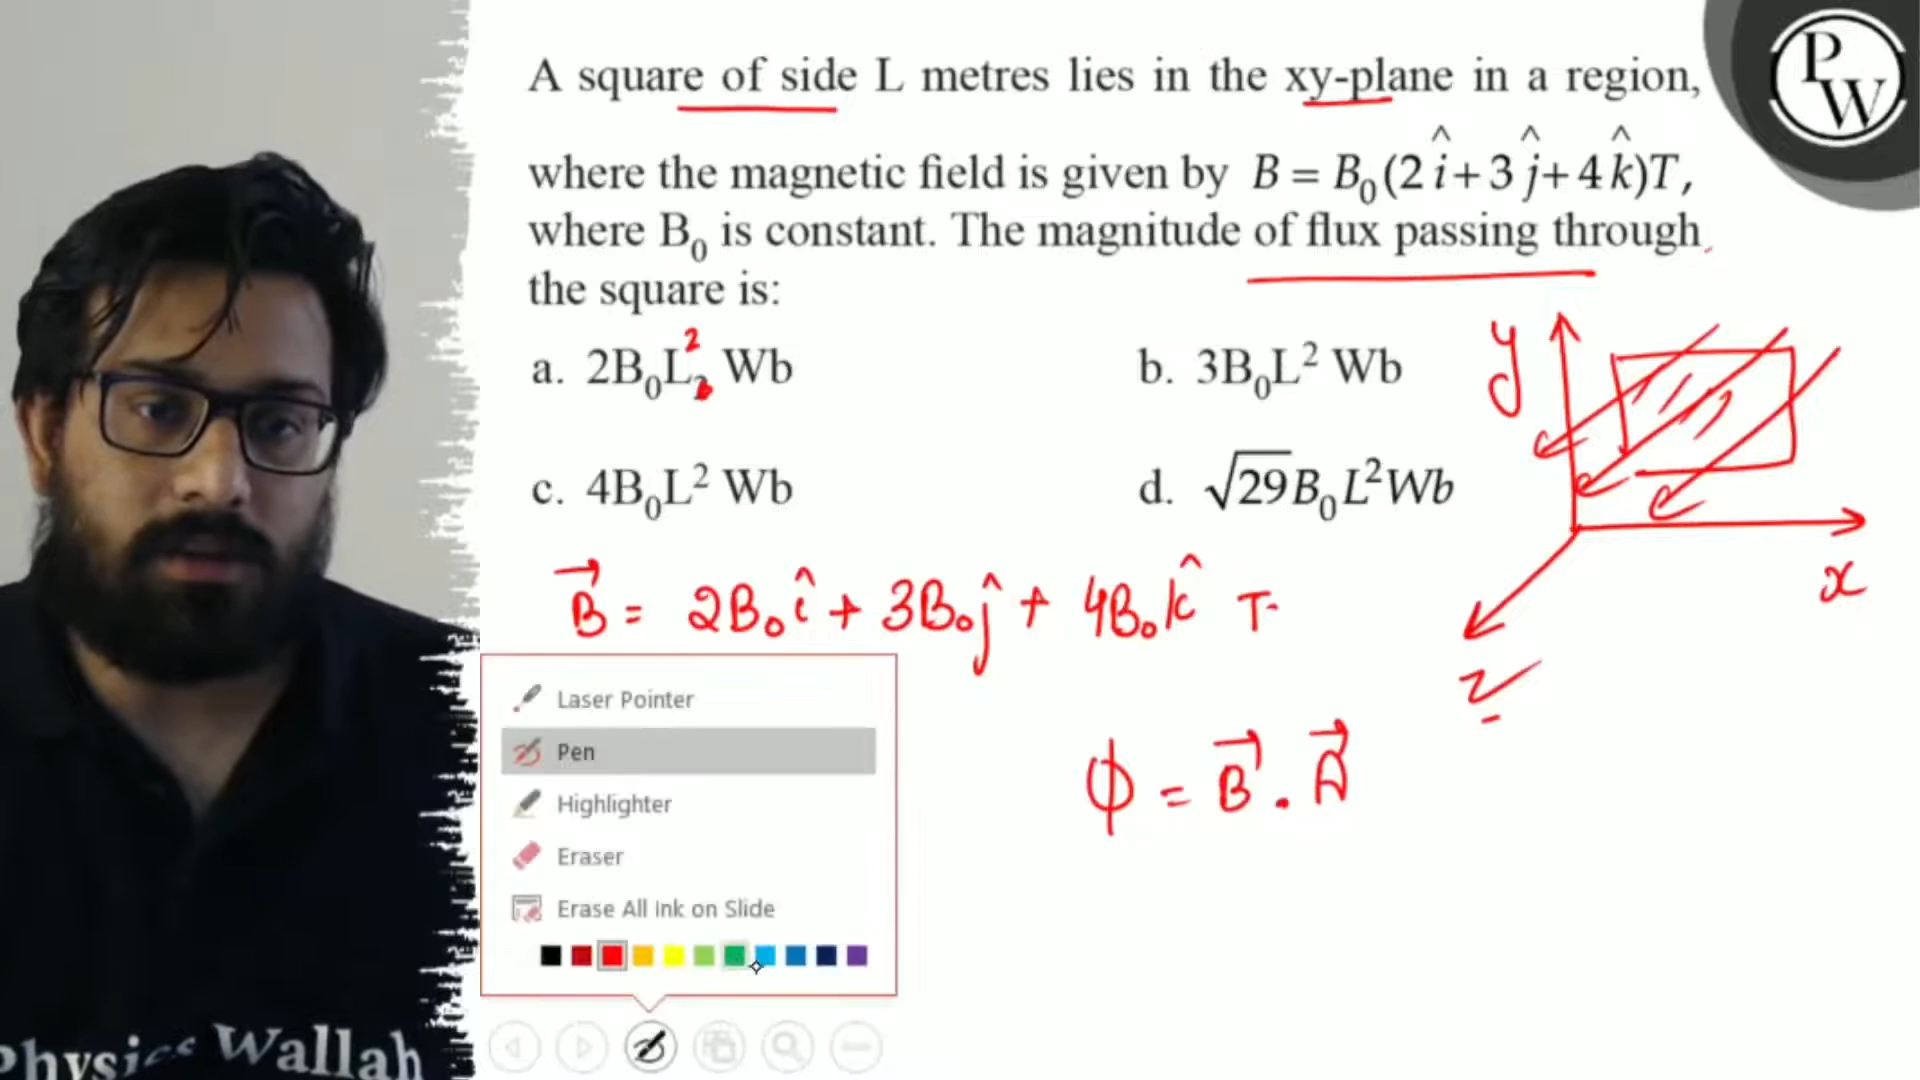 A square of side L metres lies in the xy-plane in a region,
where the magnetic field is given by B = B₀(2î+3ĵ+4k̂)T,
where B₀ is constant. The magnitude of flux passing through
the square is:
a. 2B₀L₂² Wb
b. 3B₀L² Wb
c. 4B₀L² Wb
d. √29B₀L²Wb
y
x
z
B⃗ = 2B₀î + 3B₀ĵ + 4B₀k̂ T
ϕ = B⃗ . A⃗
Laser Pointer
Pen
Highlighter
Eraser
Erase All Ink on Slide
PW
Physics Wallah